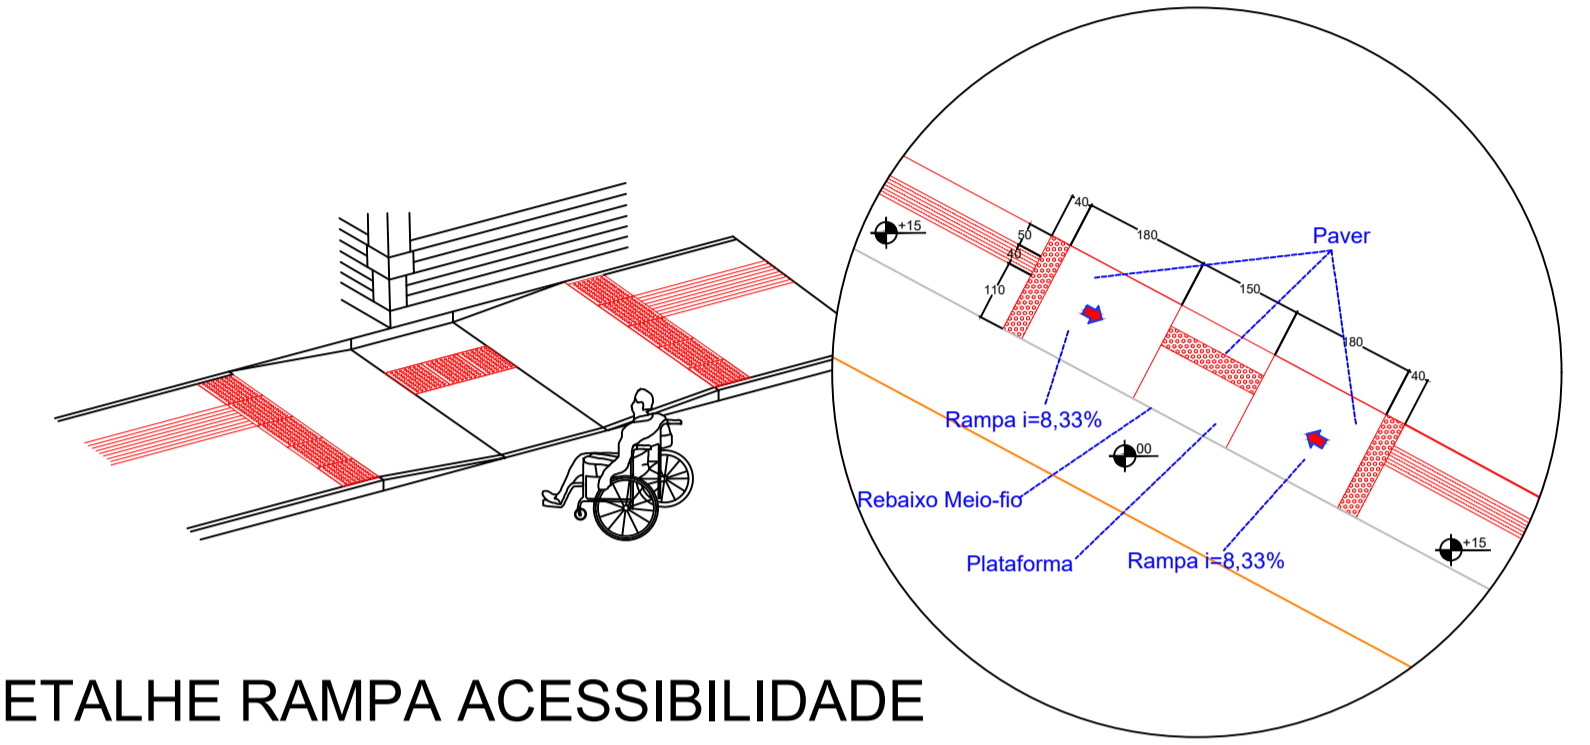 40
180
+15
50
Paver
40
150
110
180
40
Rampa i=8,33%
00
Rebaixo Meio-fio
+15
Plataforma
Rampa i=8,33%
ETALHE RAMPA ACESSIBILIDADE